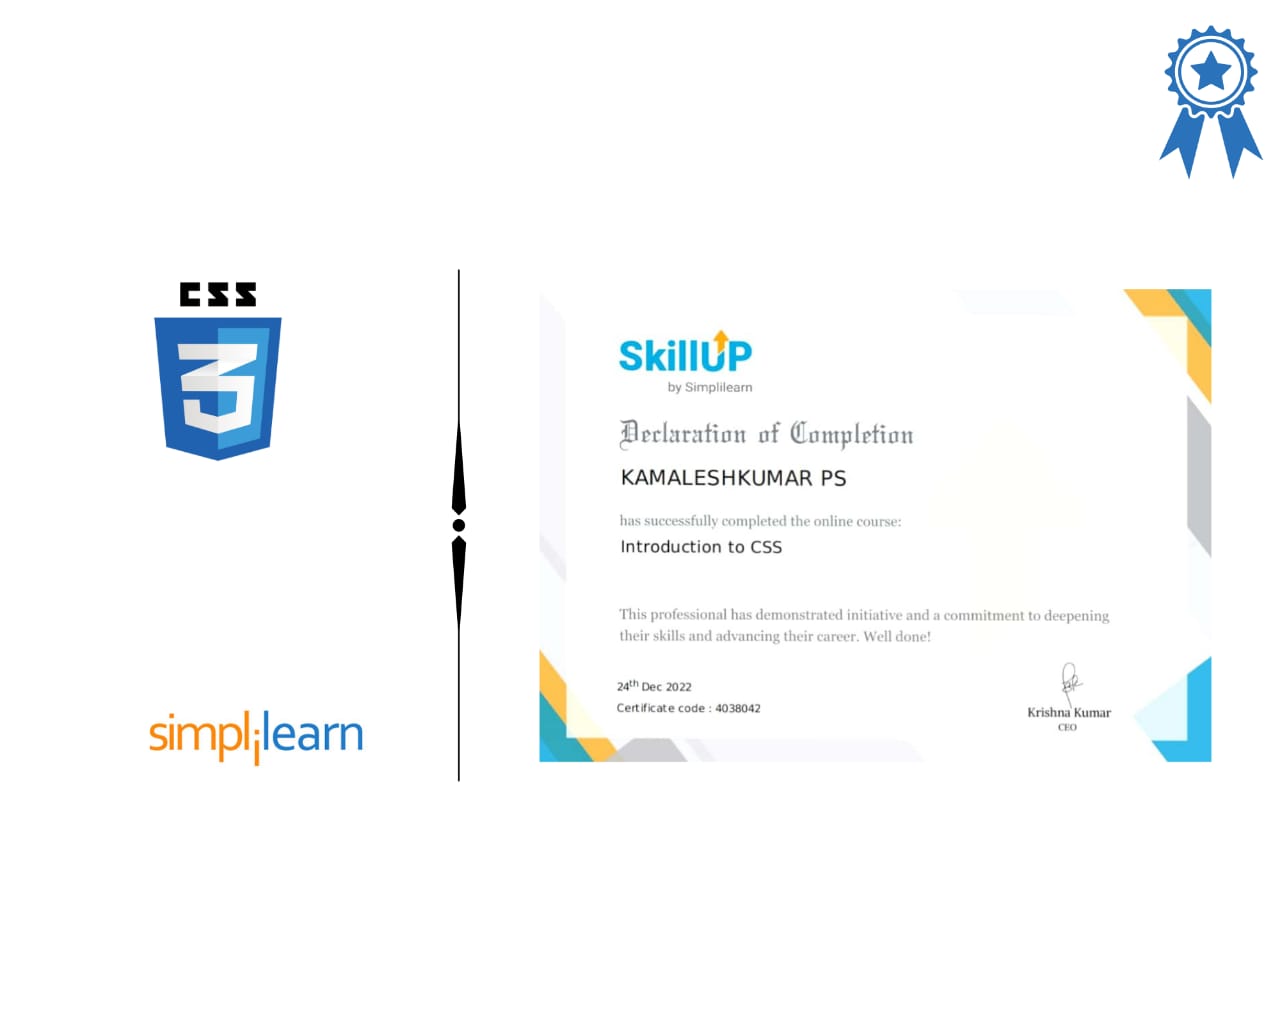 CSS
3
simplilearn
SkillUP
by Simplilearn
Declaration of Completion
KAMALESHKUMAR PS
has successfully completed the online course:
Introduction to CSS
This professional has demonstrated initiative and a commitment to deepening
their skills and advancing their career. Well done!
24th Dec 2022
Certificate code : 4038042
Krishna Kumar
CEO